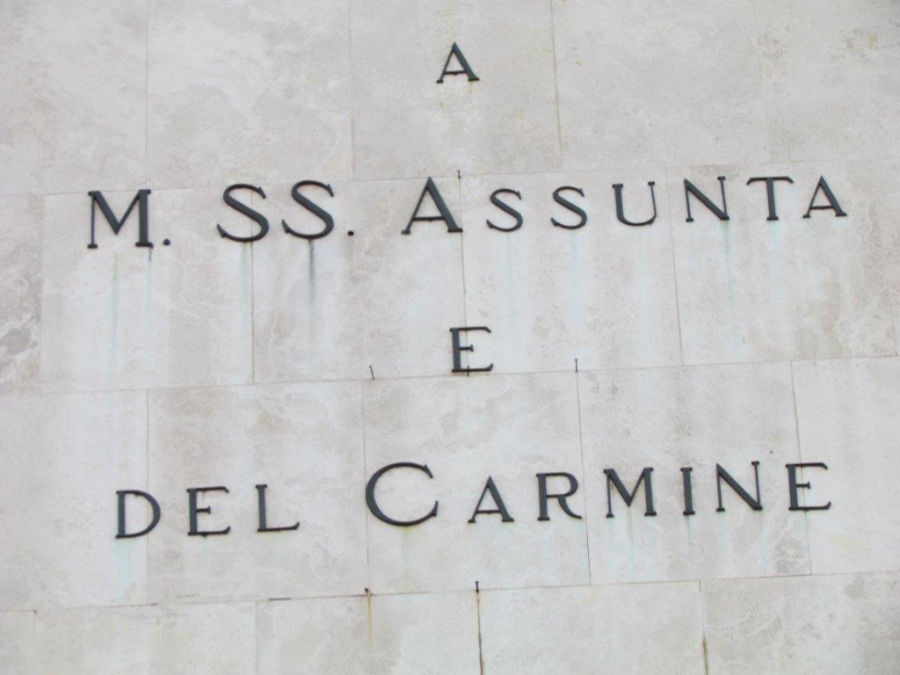 A
M. SS. ASSUNTA
E
DEL CARMINE